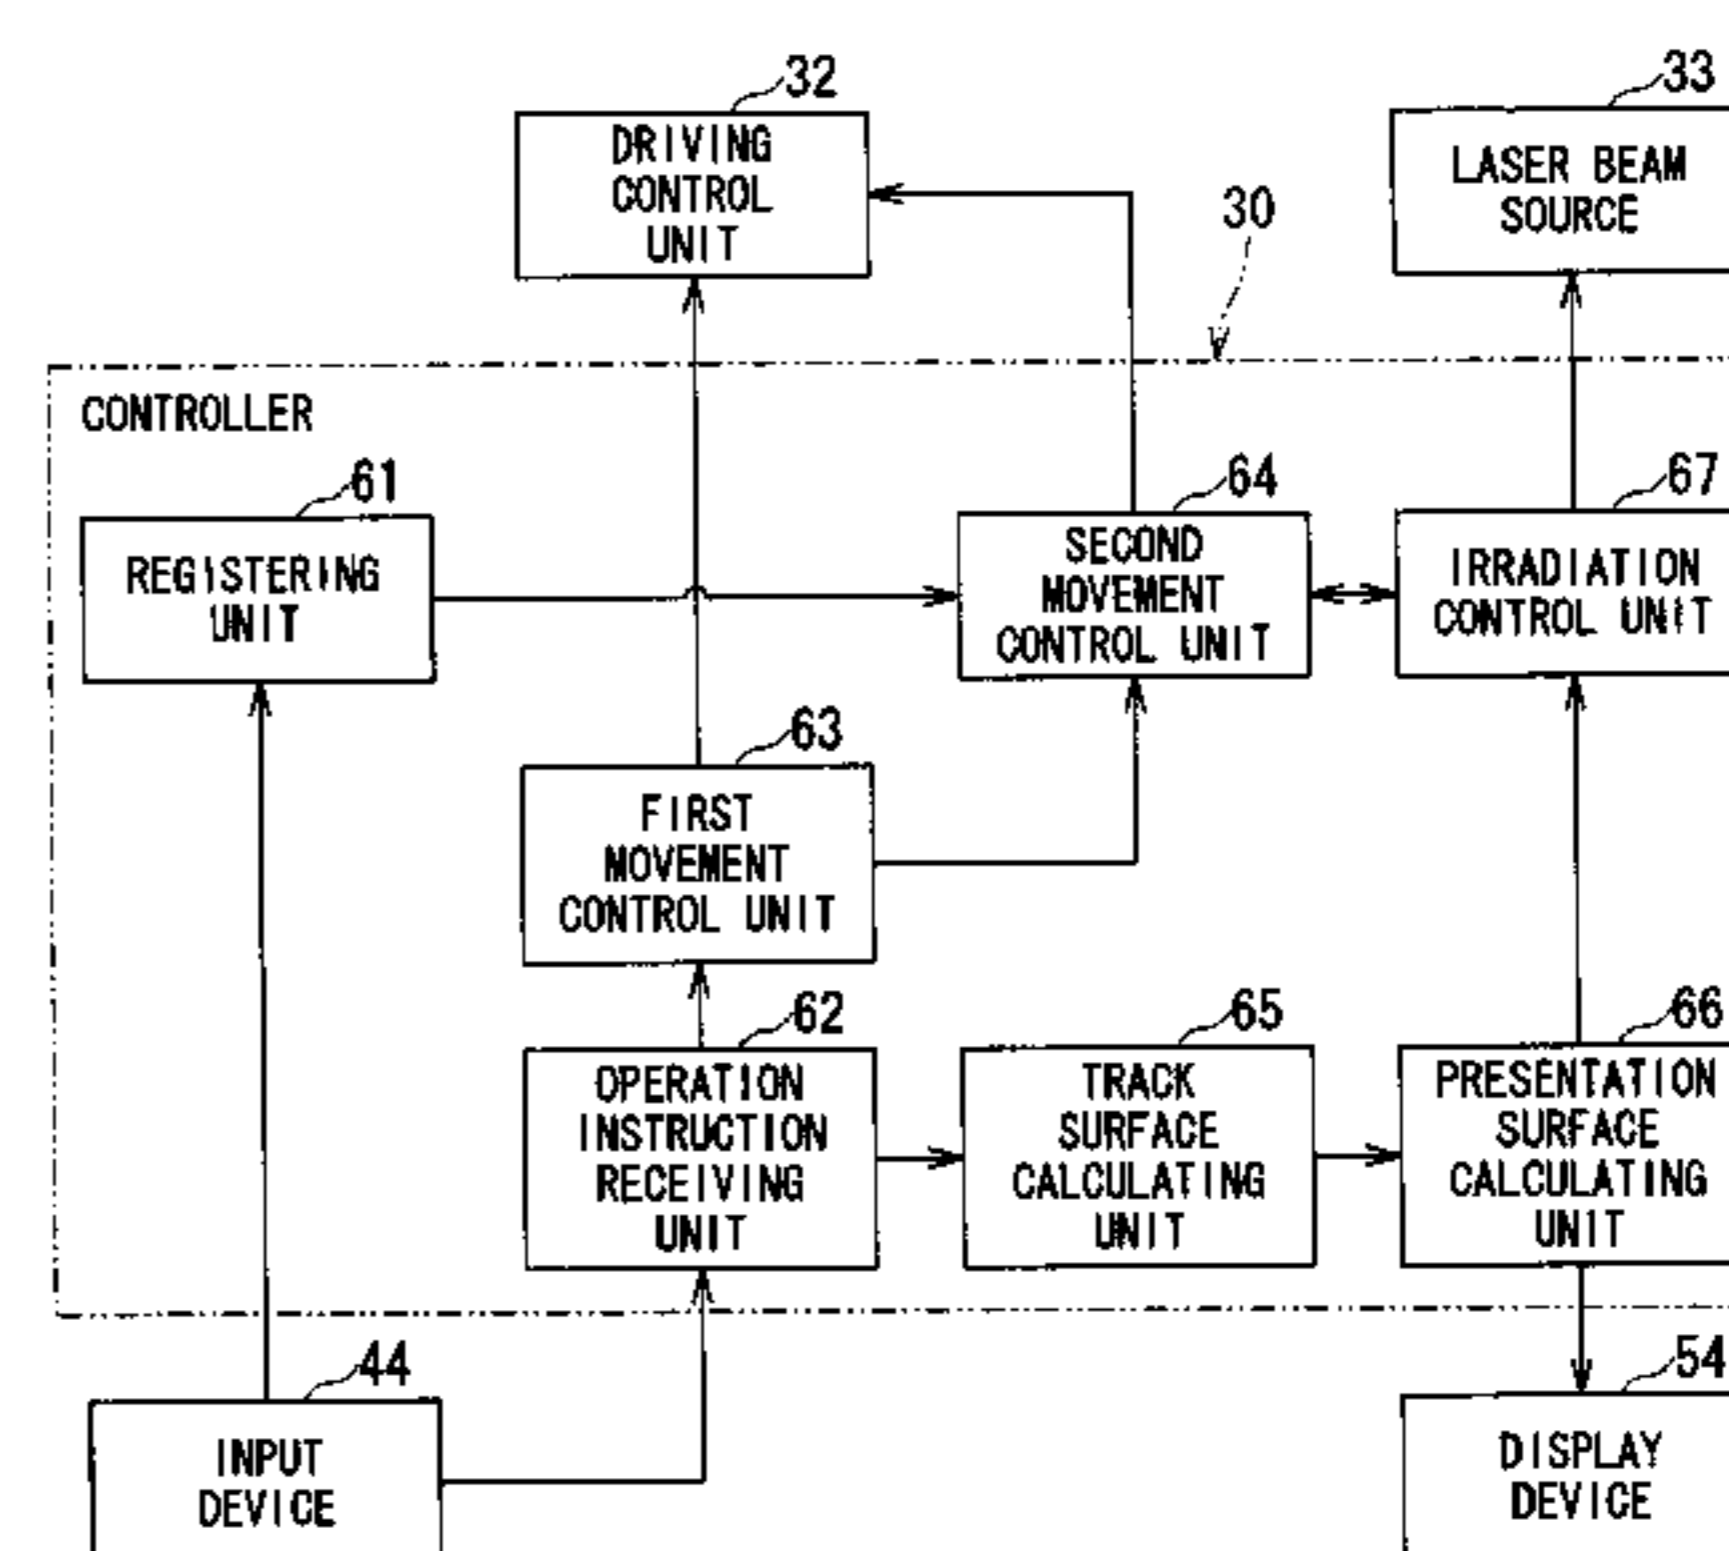 32
DRIVING
CONTROL
UNIT
33
LASER BEAM
SOURCE
30
CONTROLLER
61
REGISTERING
UNIT
64
SECOND
MOVEMENT
CONTROL UNIT
67
IRRADIATION
CONTROL UNIT
63
FIRST
MOVEMENT
CONTROL UNIT
62
OPERATION
INSTRUCTION
RECEIVING
UNIT
65
TRACK
SURFACE
CALCULATING
UNIT
66
PRESENTATION
SURFACE
CALCULATING
UNIT
44
INPUT
DEVICE
54
DISPLAY
DEVICE